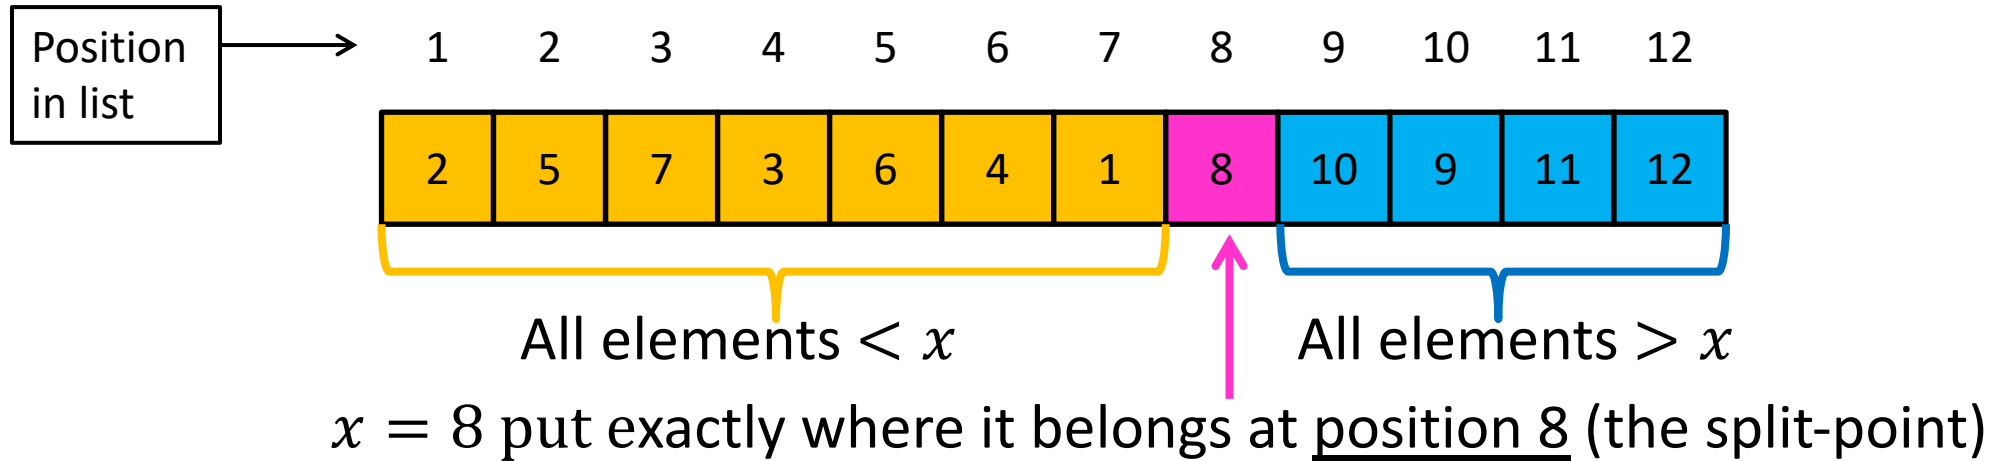 Position
in list
1 2 3 4 5 6 7 8 9 10 11 12
2 5 7 3 6 4 1 8 10 9 11 12
All elements < x
All elements > x
x = 8 put exactly where it belongs at position 8 (the split-point)